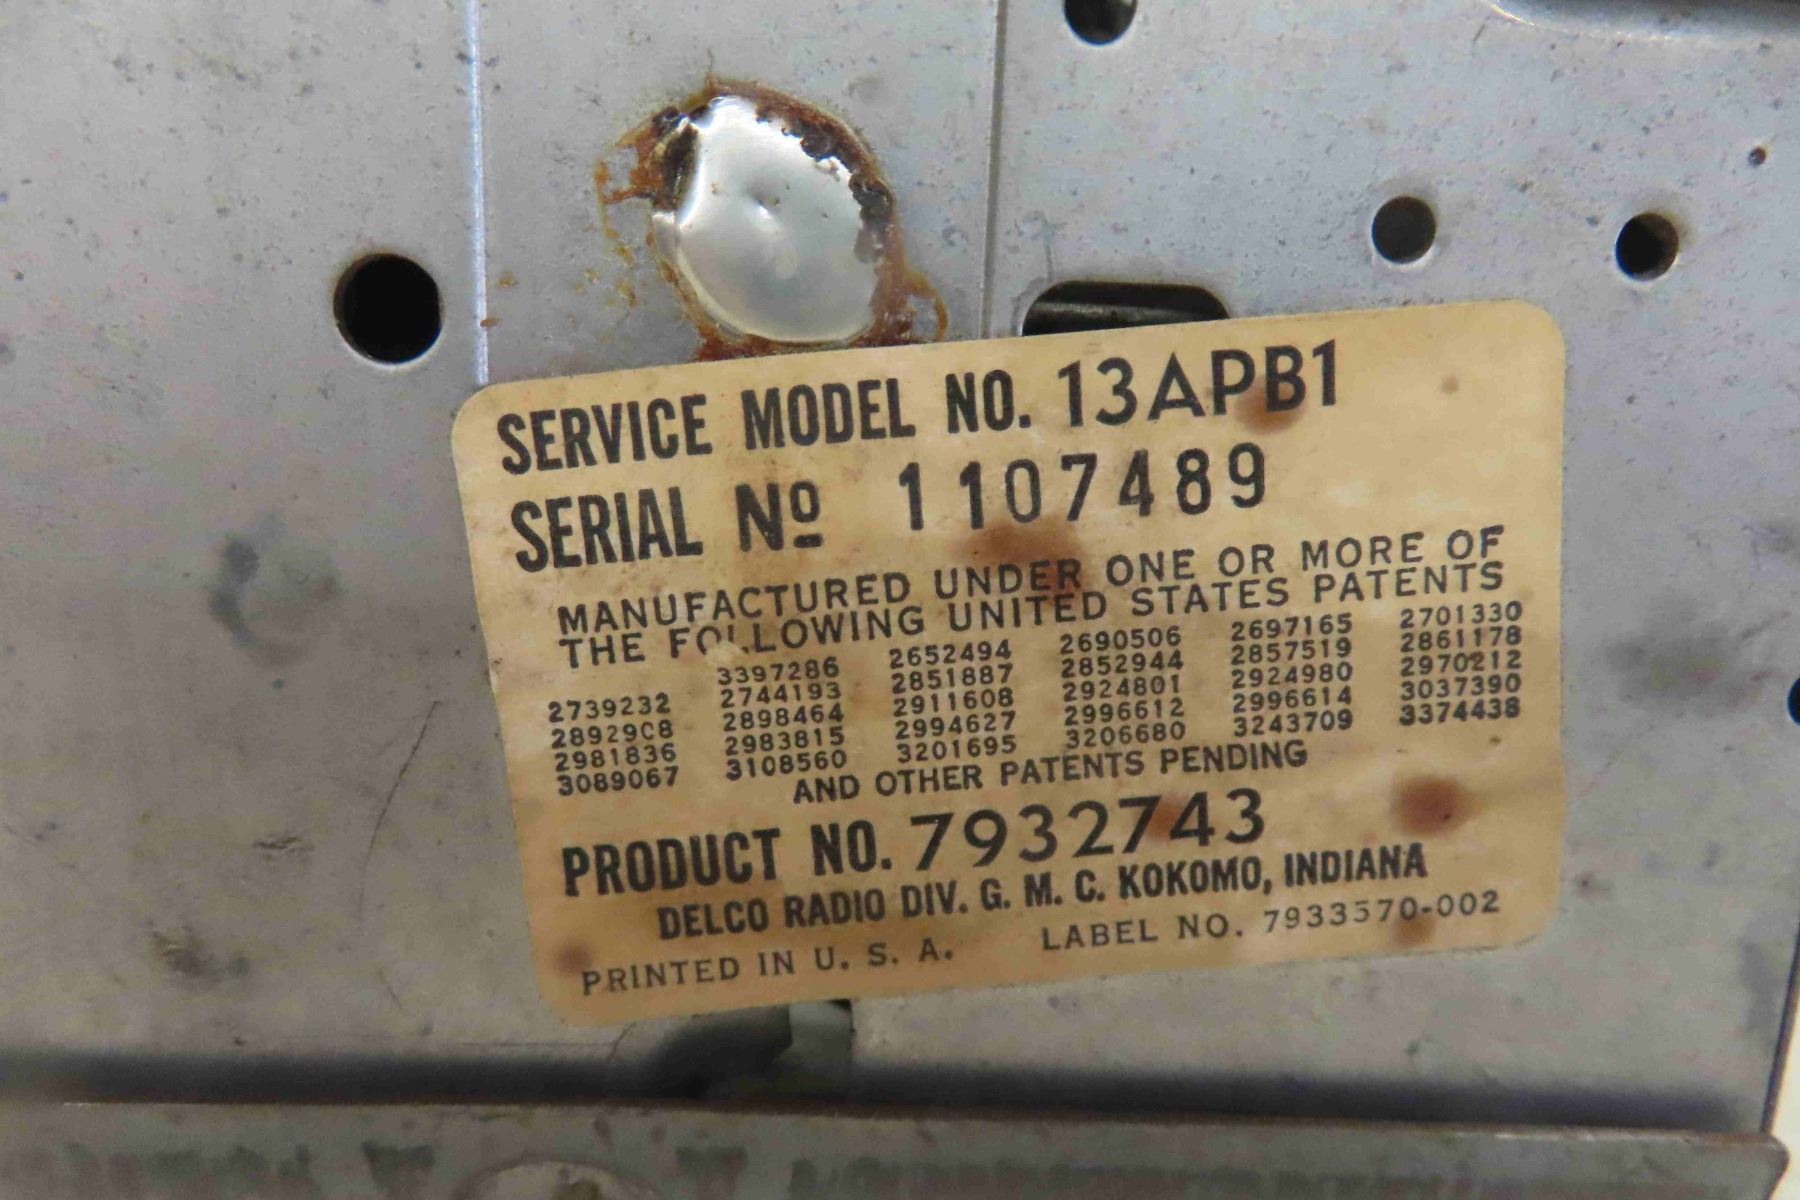 SERVICE MODEL NO. 13APB1
SERIAL Nº 1107489
MANUFACTURED UNDER ONE OR MORE OF
THE FOLLOWING UNITED STATES PATENTS
3397286 2652494 2690506 2697165 2701330
2739232 2744193 2851887 2852944 2857519 2861178
28929C8 2898464 2911608 2924801 2924980 2970212
2981836 2983815 2994627 2996612 2996614 3037390
3089067 3108560 3201695 3206680 3243709 3374438
AND OTHER PATENTS PENDING
PRODUCT NO. 7932743
DELCO RADIO DIV. G. M. C. KOKOMO, INDIANA
PRINTED IN U. S. A. LABEL NO. 7933570-002